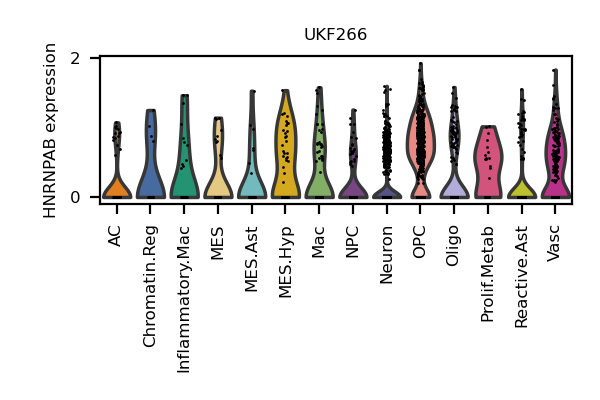 UKF266
HNRNPAB expression
2
0
AC
Chromatin.Reg
Inflammatory.Mac
MES
MES.Ast
MES.Hyp
Mac
NPC
Neuron
OPC
Oligo
Prolif.Metab
Reactive.Ast
Vasc